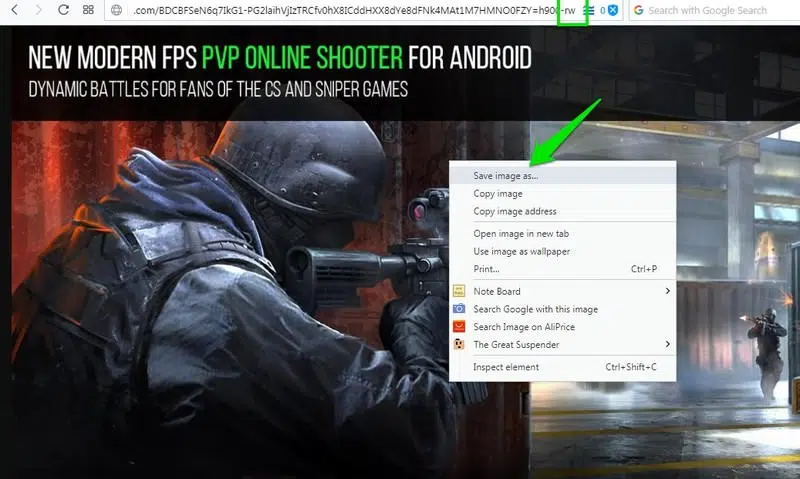 .com/BDCBFSeN6q7IkG1-PG2laihVjIzTRCfv0hX8ICddHXX8dYe8dFNk4MAt1M7HMNO0FZY=h900-rw
0
Search with Google Search
NEW MODERN FPS PVP ONLINE SHOOTER FOR ANDROID
DYNAMIC BATTLES FOR FANS OF THE CS AND SNIPER GAMES
Save image as...
Copy image
Copy image address
Open image in new tab
Use image as wallpaper
Print... Ctrl+P
Note Board
Search Google with this image
Search Image on AliPrice
The Great Suspender
Inspect element Ctrl+Shift+C